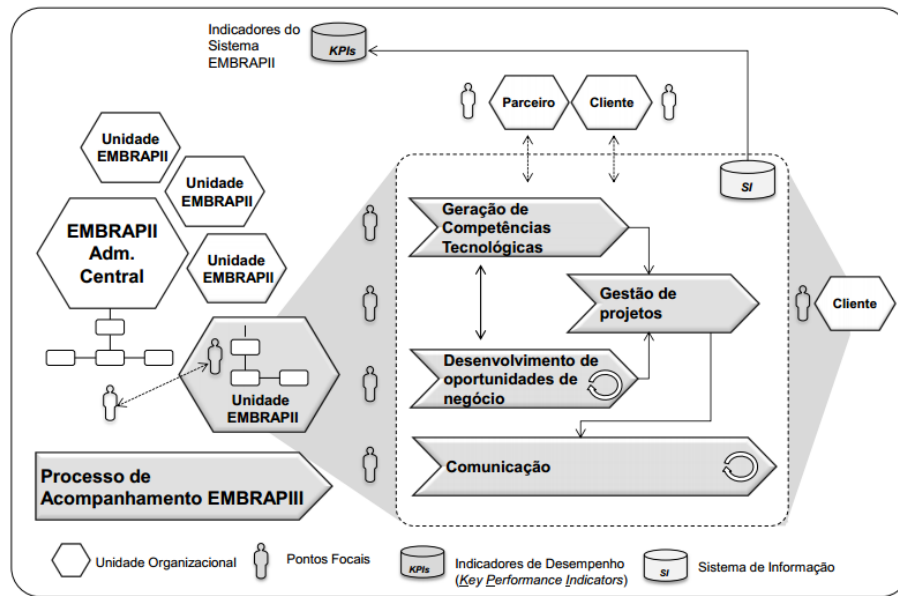 Indicadores do
Sistema
EMBRAPII
KPIs
Parceiro
Cliente
Unidade
EMBRAPII
Unidade
EMBRAPII
SI
EMBRAPII
Adm.
Central
Unidade
EMBRAPII
Geração de
Competências
Tecnológicas
Gestão de
projetos
Cliente
Desenvolvimento de
oportunidades de
negócio
Unidade
EMBRAPII
Comunicação
Processo de
Acompanhamento EMBRAPIII
Unidade Organizacional
Pontos Focais
KPIs
Indicadores de Desempenho
(Key Performance Indicators)
SI
Sistema de Informação